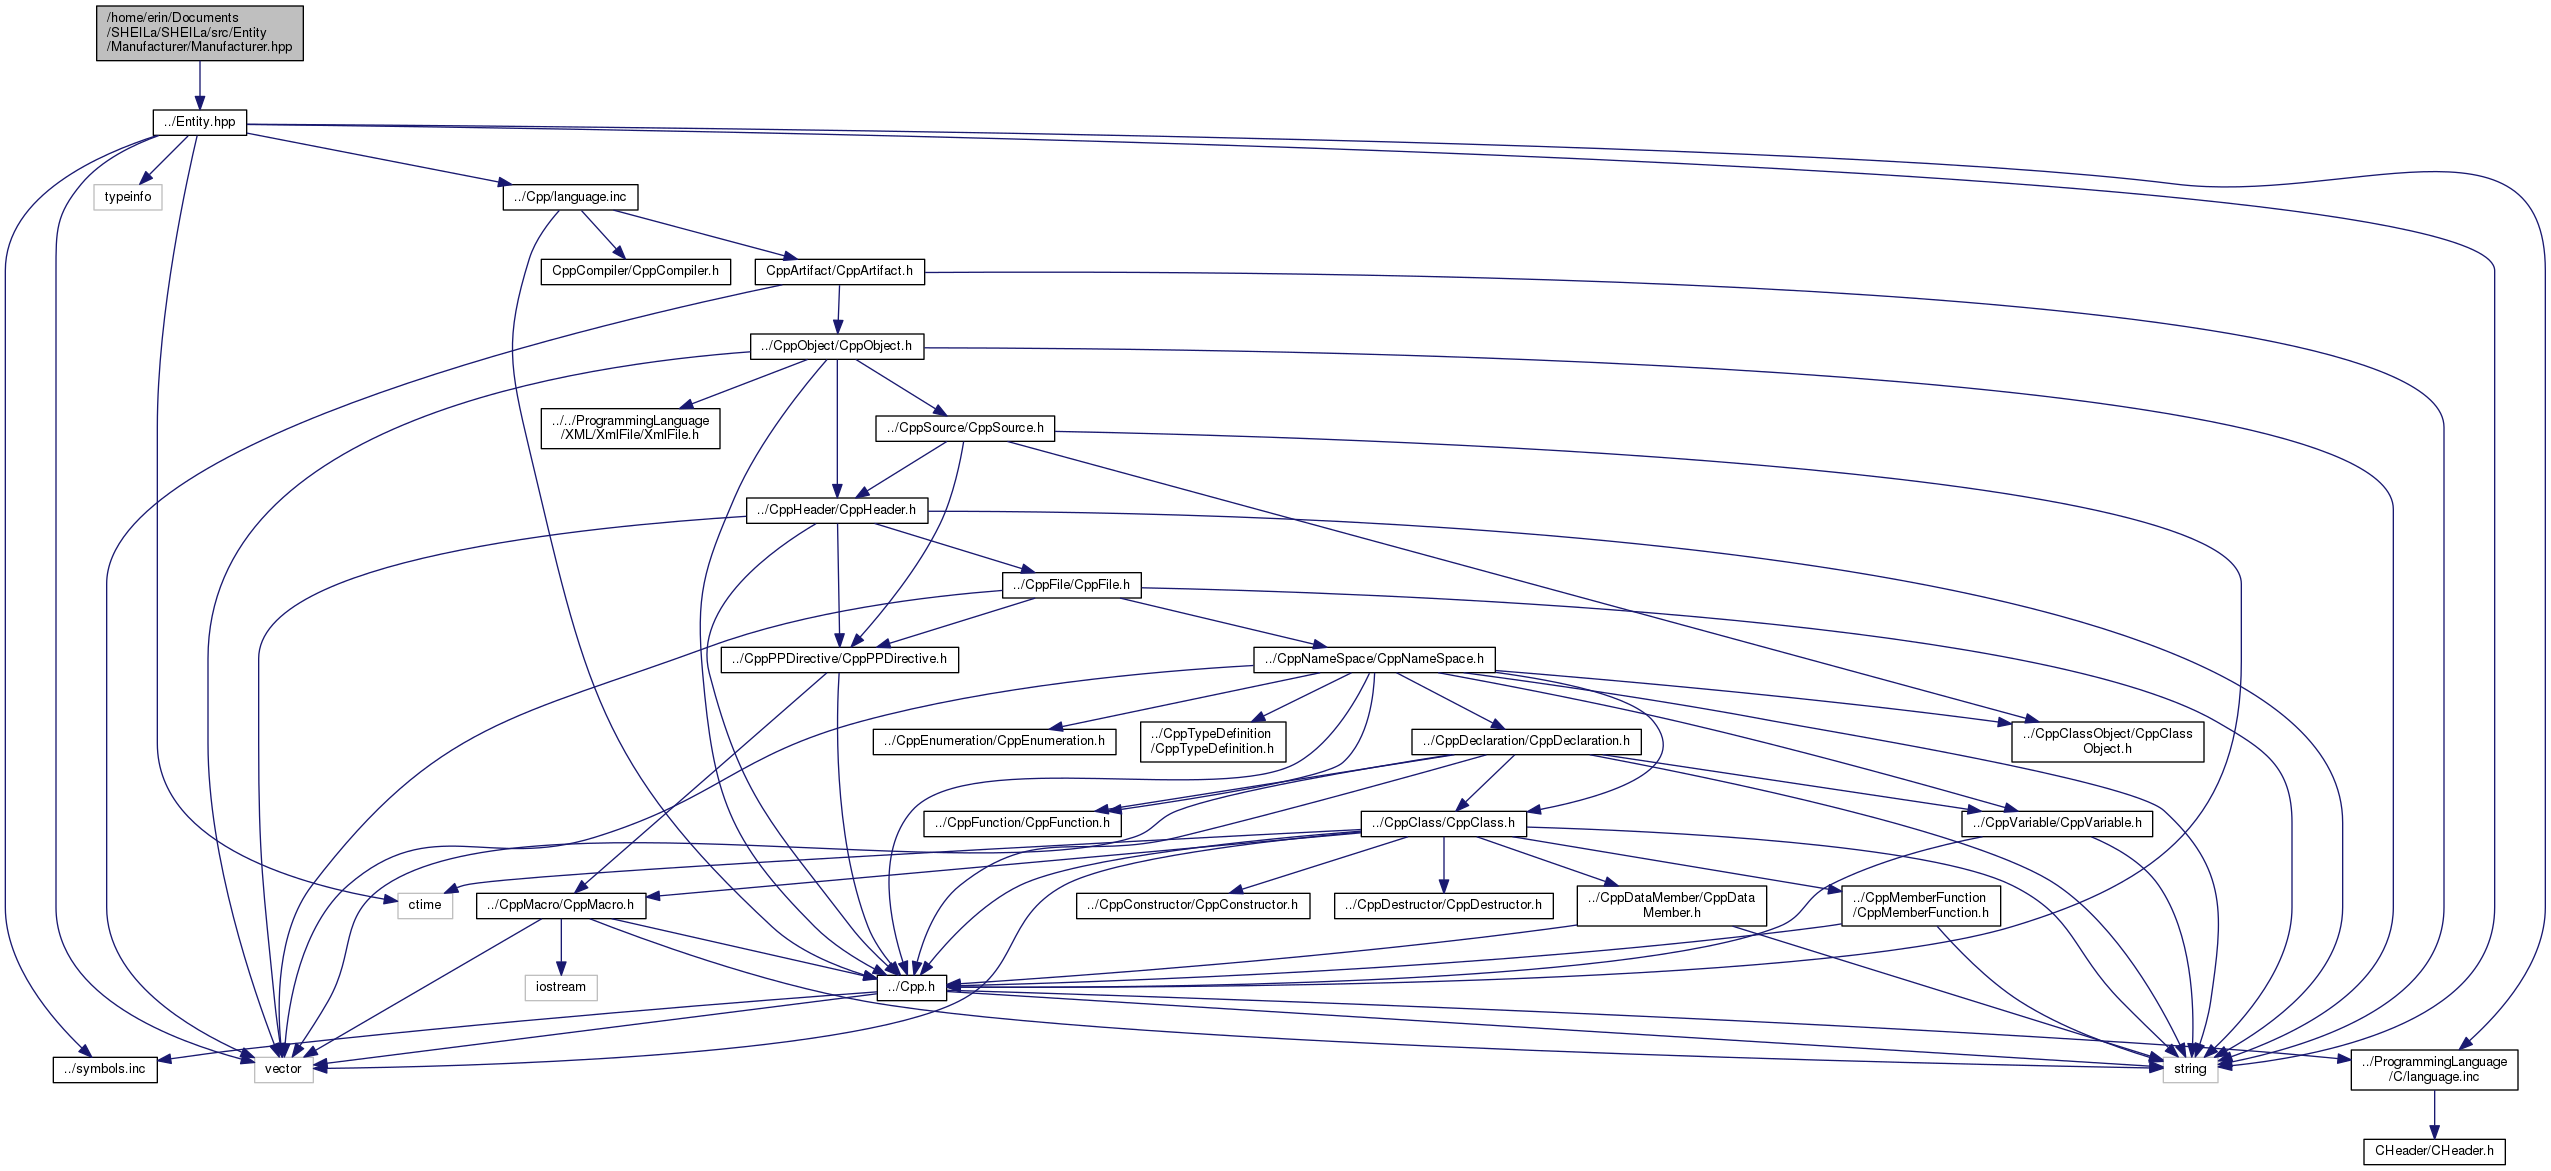 /home/erin/Documents
/SHEILa/SHEILa/src/Entity
/Manufacturer/Manufacturer.hpp
../Entity.hpp
typeinfo
../Cpp/language.inc
CppCompiler/CppCompiler.h
CppArtifact/CppArtifact.h
../CppObject/CppObject.h
../../ProgrammingLanguage
/XML/XmlFile/XmlFile.h
../CppSource/CppSource.h
../CppHeader/CppHeader.h
../CppFile/CppFile.h
../CppPPDirective/CppPPDirective.h
../CppNameSpace/CppNameSpace.h
../CppEnumeration/CppEnumeration.h
../CppTypeDefinition
/CppTypeDefinition.h
../CppDeclaration/CppDeclaration.h
../CppClassObject/CppClass
Object.h
../CppFunction/CppFunction.h
../CppClass/CppClass.h
../CppVariable/CppVariable.h
ctime
../CppMacro/CppMacro.h
../CppConstructor/CppConstructor.h
../CppDestructor/CppDestructor.h
../CppDataMember/CppData
Member.h
../CppMemberFunction
/CppMemberFunction.h
iostream
../Cpp.h
../symbols.inc
vector
string
../ProgrammingLanguage
/C/language.inc
CHeader/CHeader.h